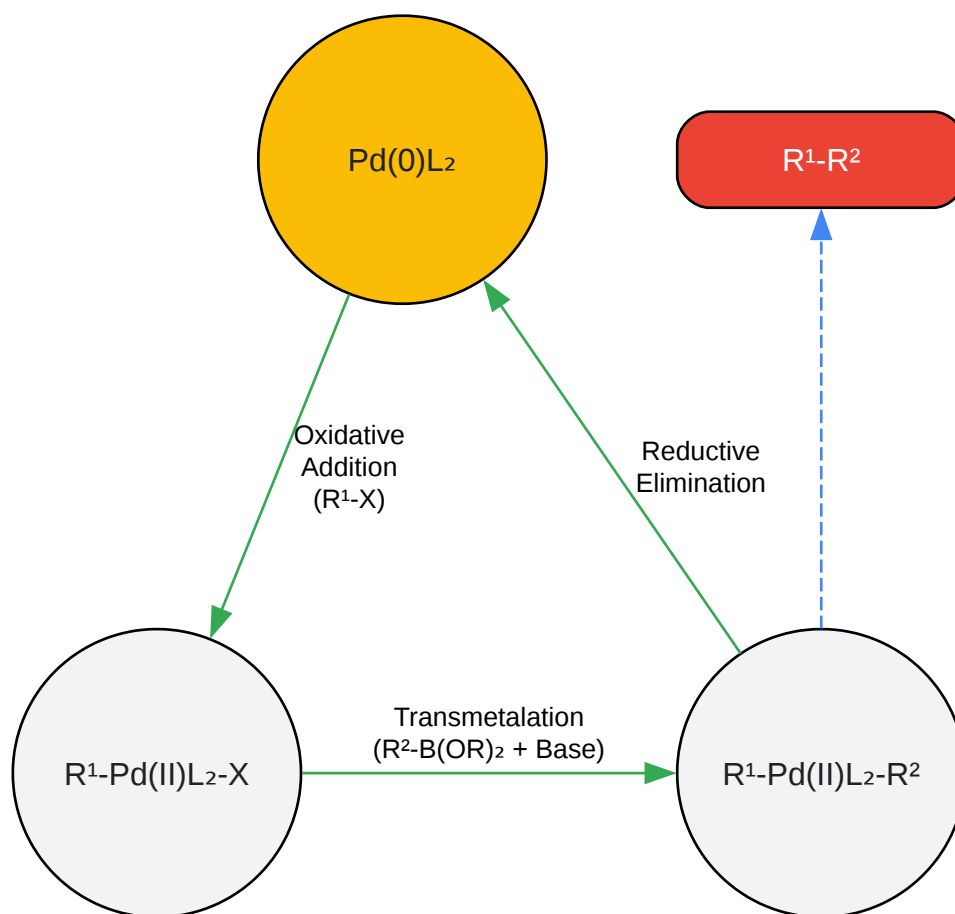 Pd(0)L₂
R¹-R²
Oxidative
Addition
(R¹-X)
Reductive
Elimination
Transmetalation
(R²-B(OR)₂ + Base)
R¹-Pd(II)L₂-X
R¹-Pd(II)L₂-R²